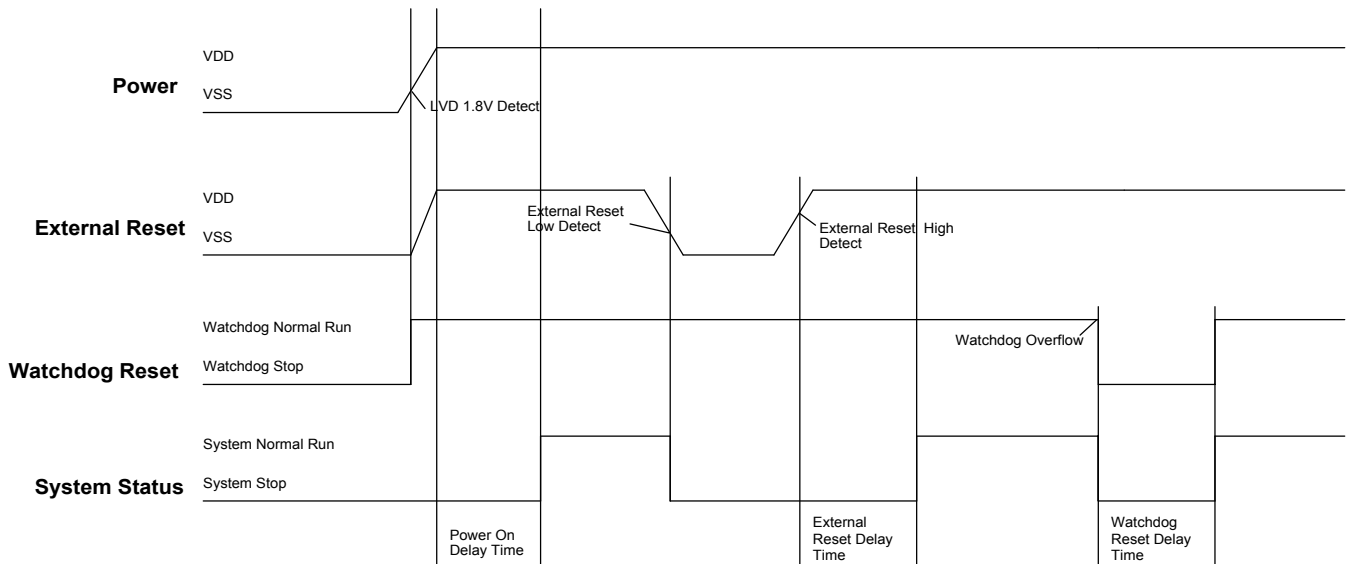 Power
VDD
VSS
LVD 1.8V Detect
External Reset
VDD
VSS
External Reset
Low Detect
External Reset High
Detect
Watchdog Reset
Watchdog Normal Run
Watchdog Stop
Watchdog Overflow
System Status
System Normal Run
System Stop
Power On
Delay Time
External
Reset Delay
Time
Watchdog
Reset Delay
Time